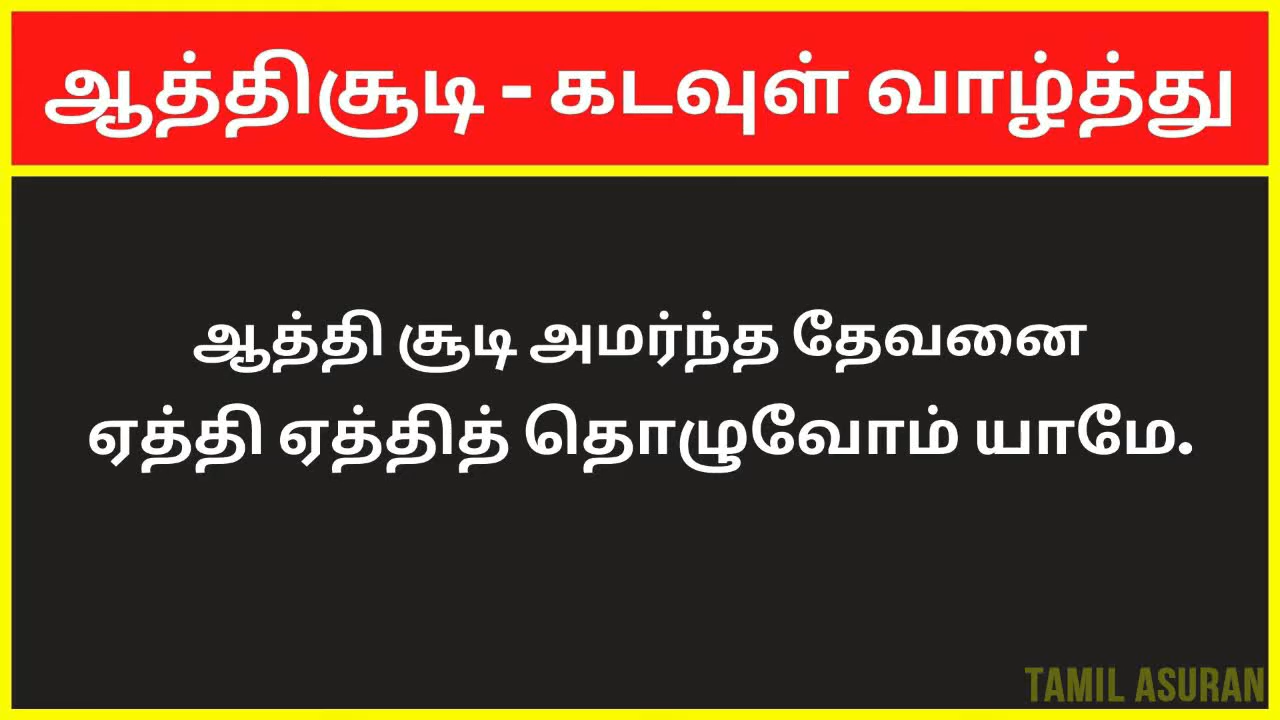 ஆத்திசூடி - கடவுள் வாழ்த்து
ஆத்தி சூடி அமர்ந்த தேவனை
ஏத்தி ஏத்தித் தொழுவோம் யாமே.
TAMIL ASURAN